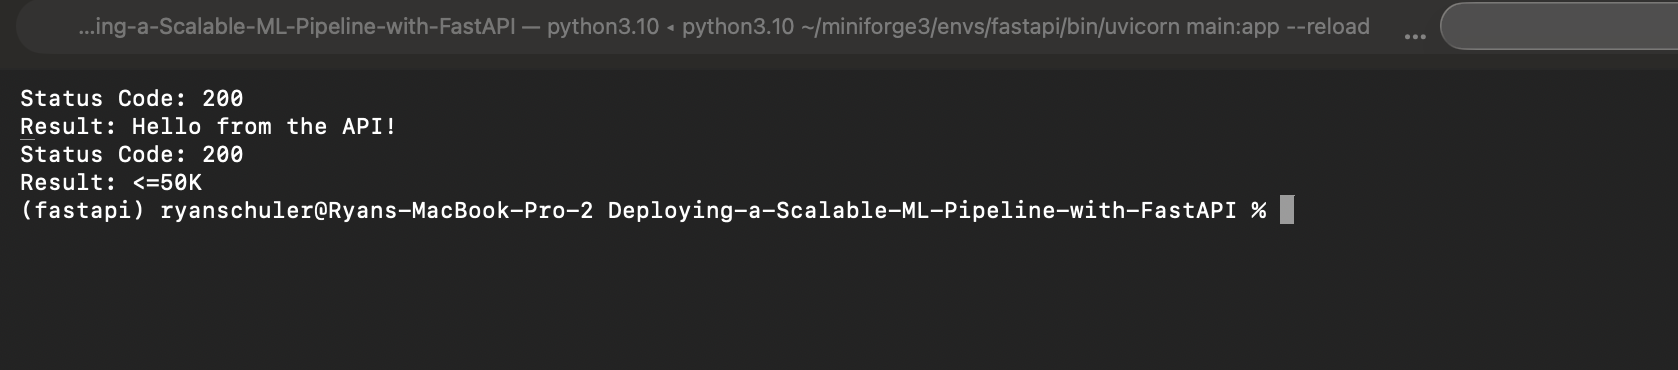 ...ing-a-Scalable-ML-Pipeline-with-FastAPI — python3.10 ◂ python3.10 ~/miniforge3/envs/fastapi/bin/uvicorn main:app --reload ...
Status Code: 200
Result: Hello from the API!
Status Code: 200
Result: <=50K
(fastapi) ryanschuler@Ryans-MacBook-Pro-2 Deploying-a-Scalable-ML-Pipeline-with-FastAPI %